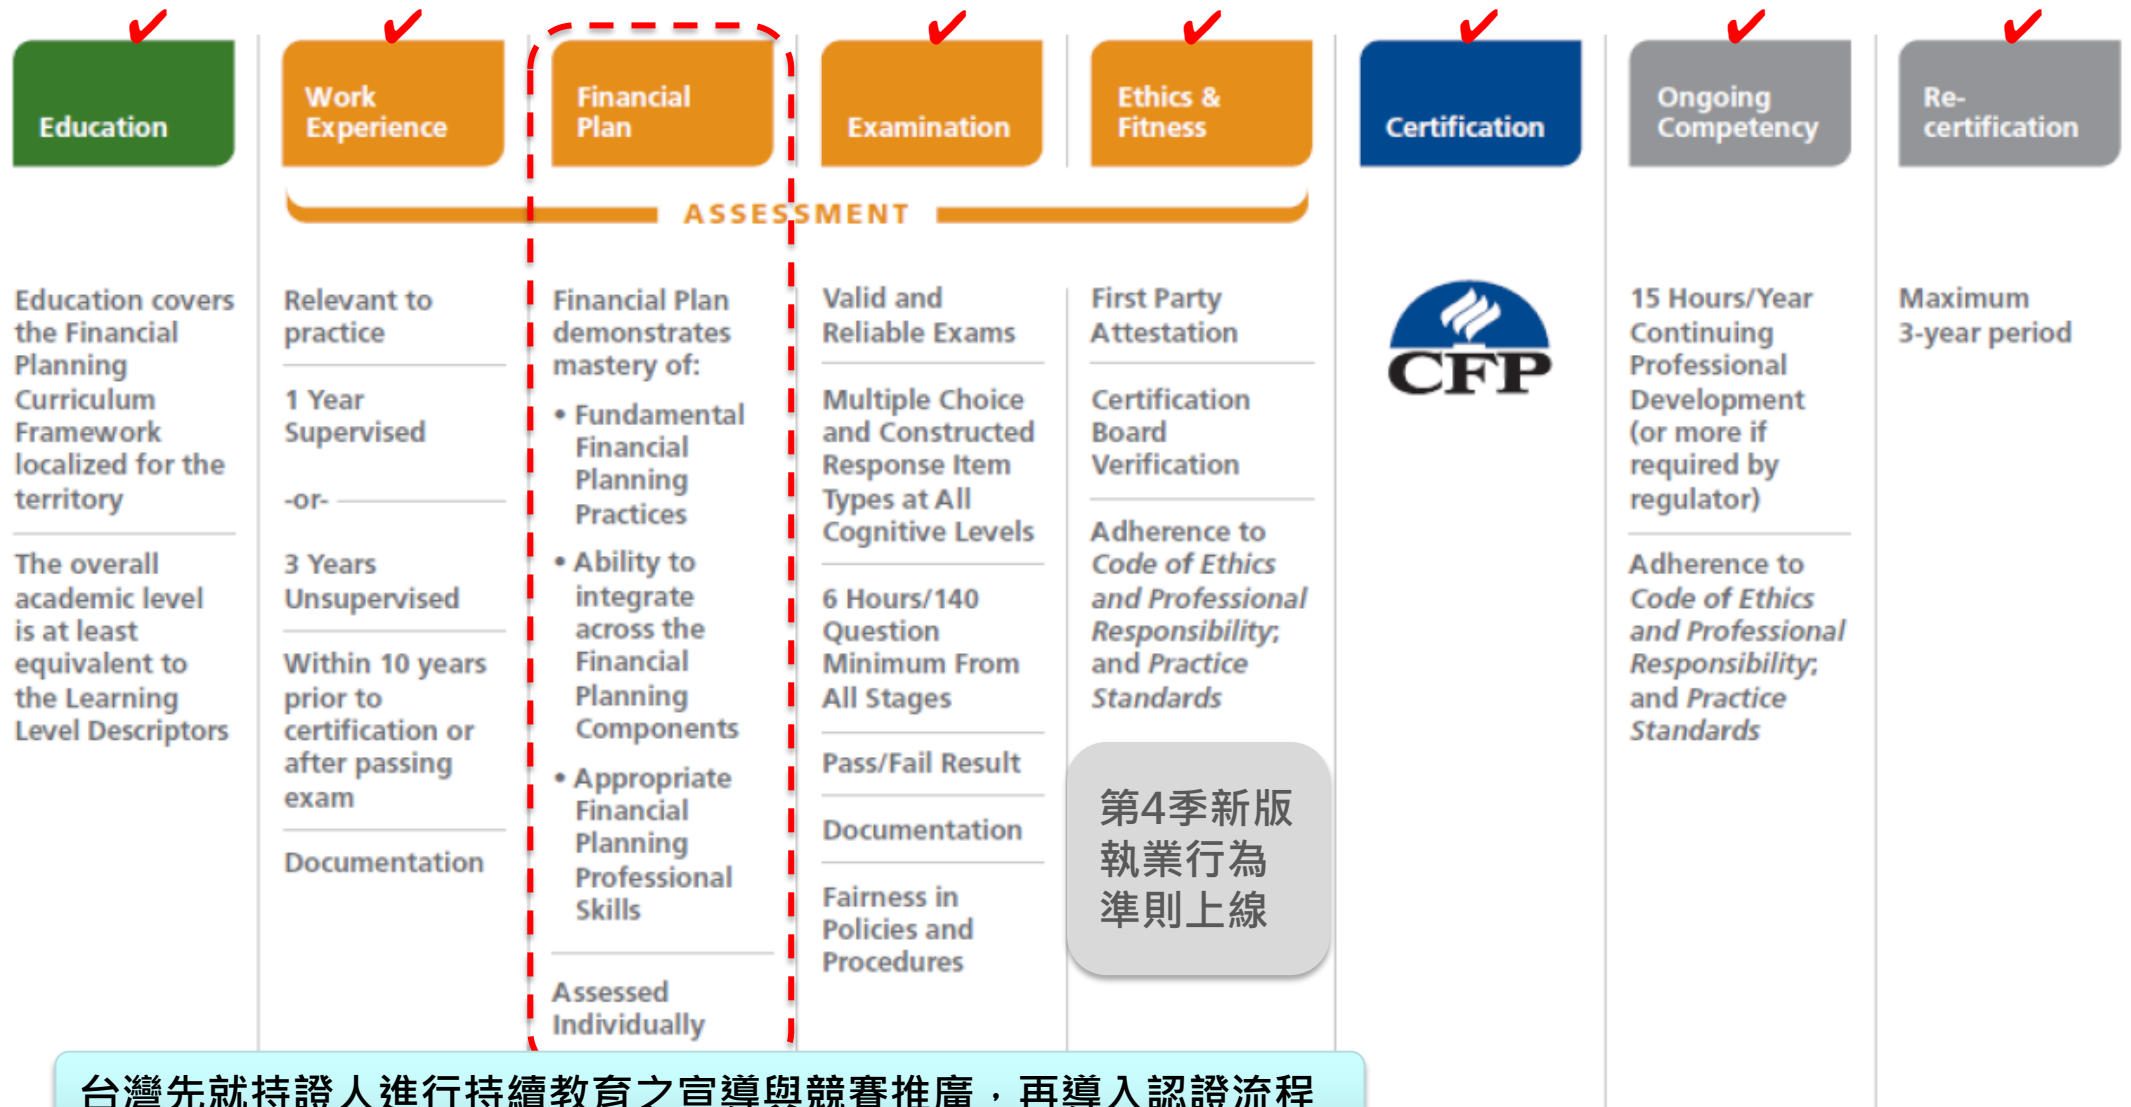 Education
Work
Experience
Financial
Plan
Examination
Ethics &
Fitness
Certification
Ongoing
Competency
Re-
certification
ASSESSMENT
Education covers
the Financial
Planning
Curriculum
Framework
localized for the
territory
The overall
academic level
is at least
equivalent to
the Learning
Level Descriptors
Relevant to
practice
1 Year
Supervised
-or-
3 Years
Unsupervised
Within 10 years
prior to
certification or
after passing
exam
Documentation
Financial Plan
demonstrates
mastery of:
• Fundamental
Financial
Planning
Practices
• Ability to
integrate
across the
Financial
Planning
Components
• Appropriate
Financial
Planning
Professional
Skills
Assessed
Individually
Valid and
Reliable Exams
Multiple Choice
and Constructed
Response Item
Types at All
Cognitive Levels
6 Hours/140
Question
Minimum From
All Stages
Pass/Fail Result
Documentation
Fairness in
Policies and
Procedures
First Party
Attestation
Certification
Board
Verification
Adherence to
Code of Ethics
and Professional
Responsibility;
and Practice
Standards
第4季新版
執業行為
準則上線
CFP
15 Hours/Year
Continuing
Professional
Development
(or more if
required by
regulator)
Adherence to
Code of Ethics
and Professional
Responsibility;
and Practice
Standards
Maximum
3-year period
台灣先就持證人進行持續教育之宣導與競賽推廣，再導入認證流程